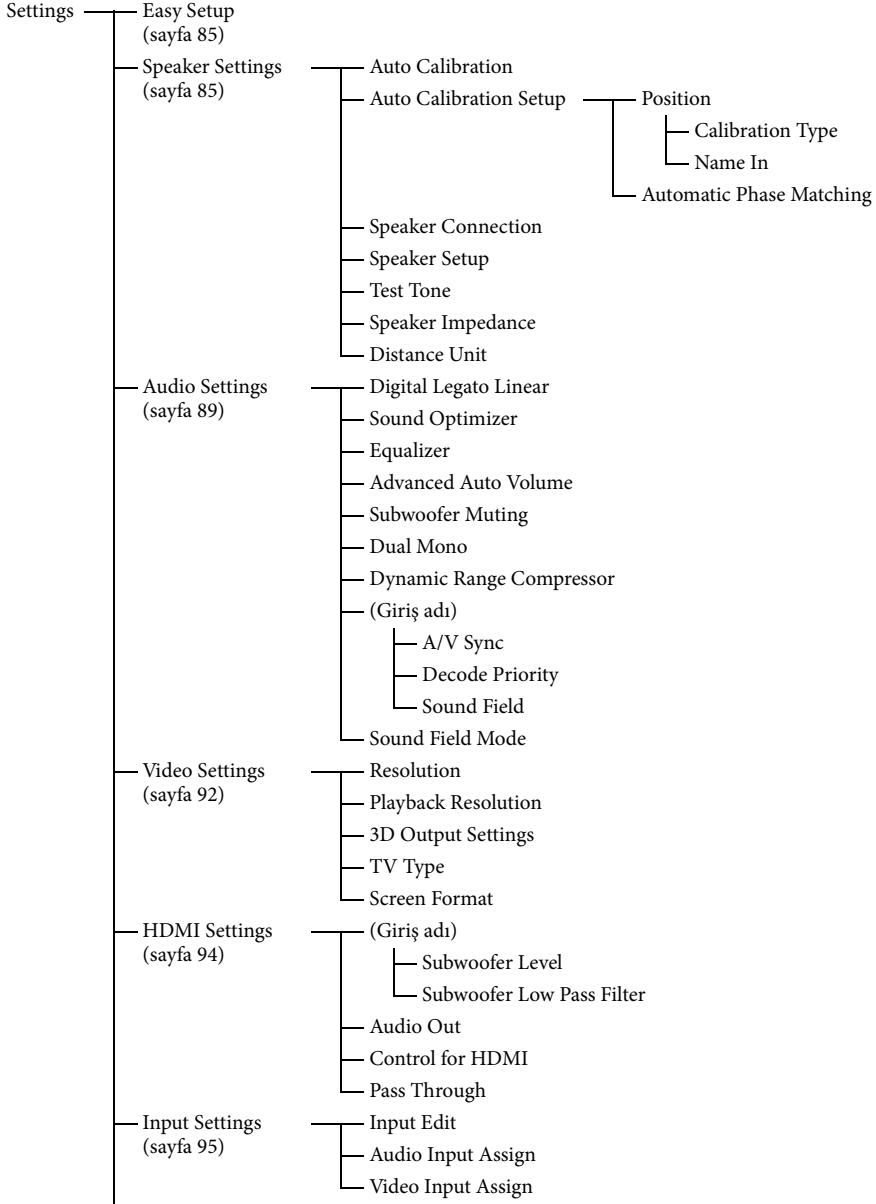 Settings
Easy Setup
(sayfa 85)
Speaker Settings
(sayfa 85)
Auto Calibration
Auto Calibration Setup
Position
Calibration Type
Name In
Automatic Phase Matching
Speaker Connection
Speaker Setup
Test Tone
Speaker Impedance
Distance Unit
Audio Settings
(sayfa 89)
Digital Legato Linear
Sound Optimizer
Equalizer
Advanced Auto Volume
Subwoofer Muting
Dual Mono
Dynamic Range Compressor
(Giriş adı)
A/V Sync
Decode Priority
Sound Field
Sound Field Mode
Video Settings
(sayfa 92)
Resolution
Playback Resolution
3D Output Settings
TV Type
Screen Format
HDMI Settings
(sayfa 94)
(Giriş adı)
Subwoofer Level
Subwoofer Low Pass Filter
Audio Out
Control for HDMI
Pass Through
Input Settings
(sayfa 95)
Input Edit
Audio Input Assign
Video Input Assign